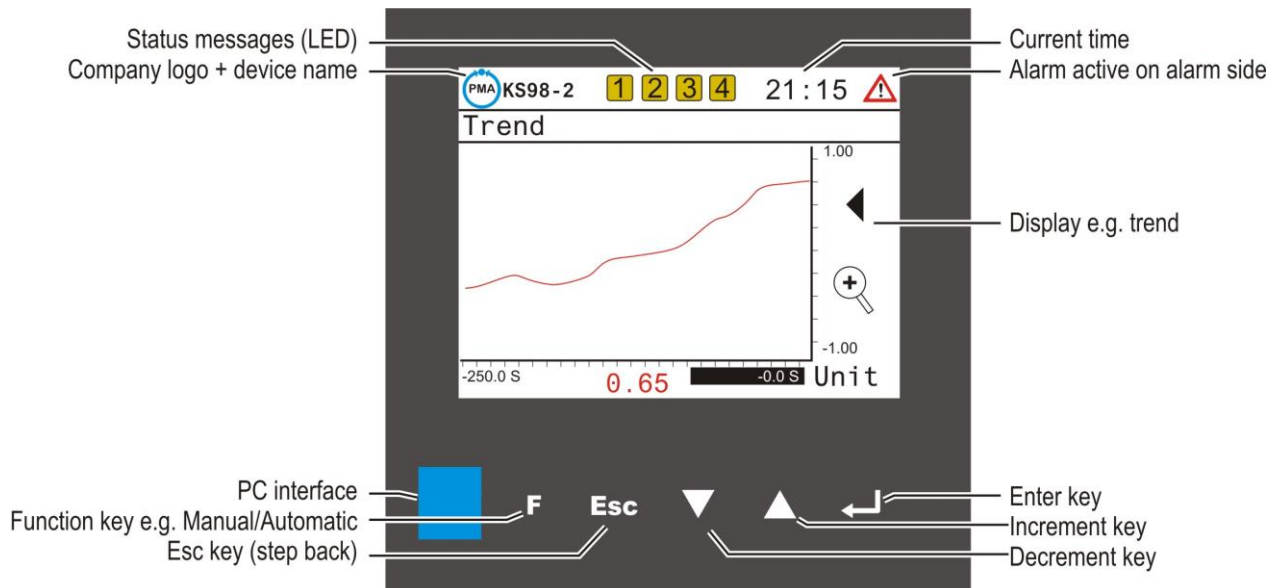 Status messages (LED)
Company logo + device name
Current time
Alarm active on alarm side
PMA KS98-2 1 2 3 4 21:15
Trend
1.00
Display e.g. trend
-1.00
-250.0 S 0.65 -0.0 S Unit
PC interface
Function key e.g. Manual/Automatic
Esc key (step back)
F Esc
Enter key
Increment key
Decrement key